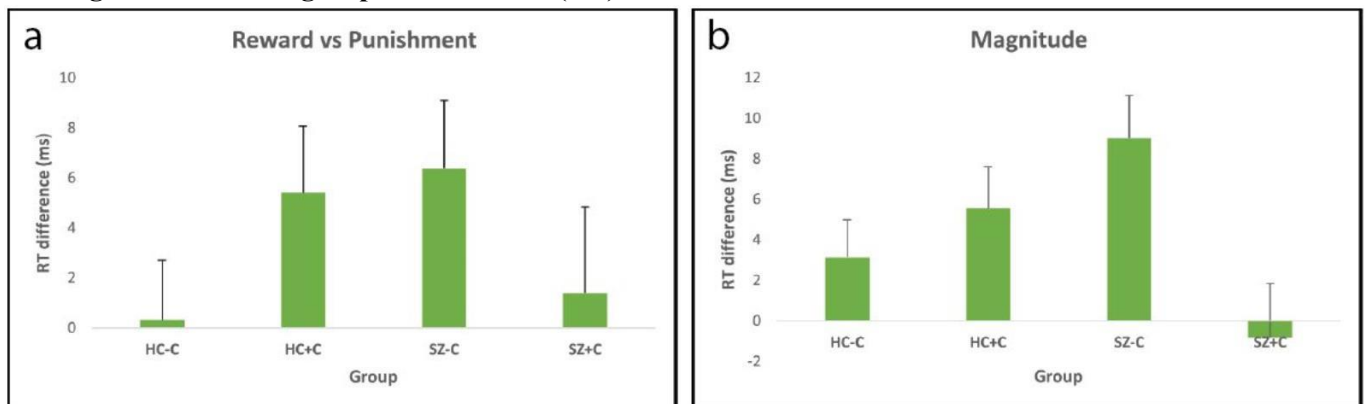 a
Reward vs Punishment
10
8
6
4
2
0
RT difference (ms)
HC-C HC+C SZ-C SZ+C
Group
b
Magnitude
12
10
8
6
4
2
0
-2
RT difference (ms)
HC-C HC+C SZ-C SZ+C
Group